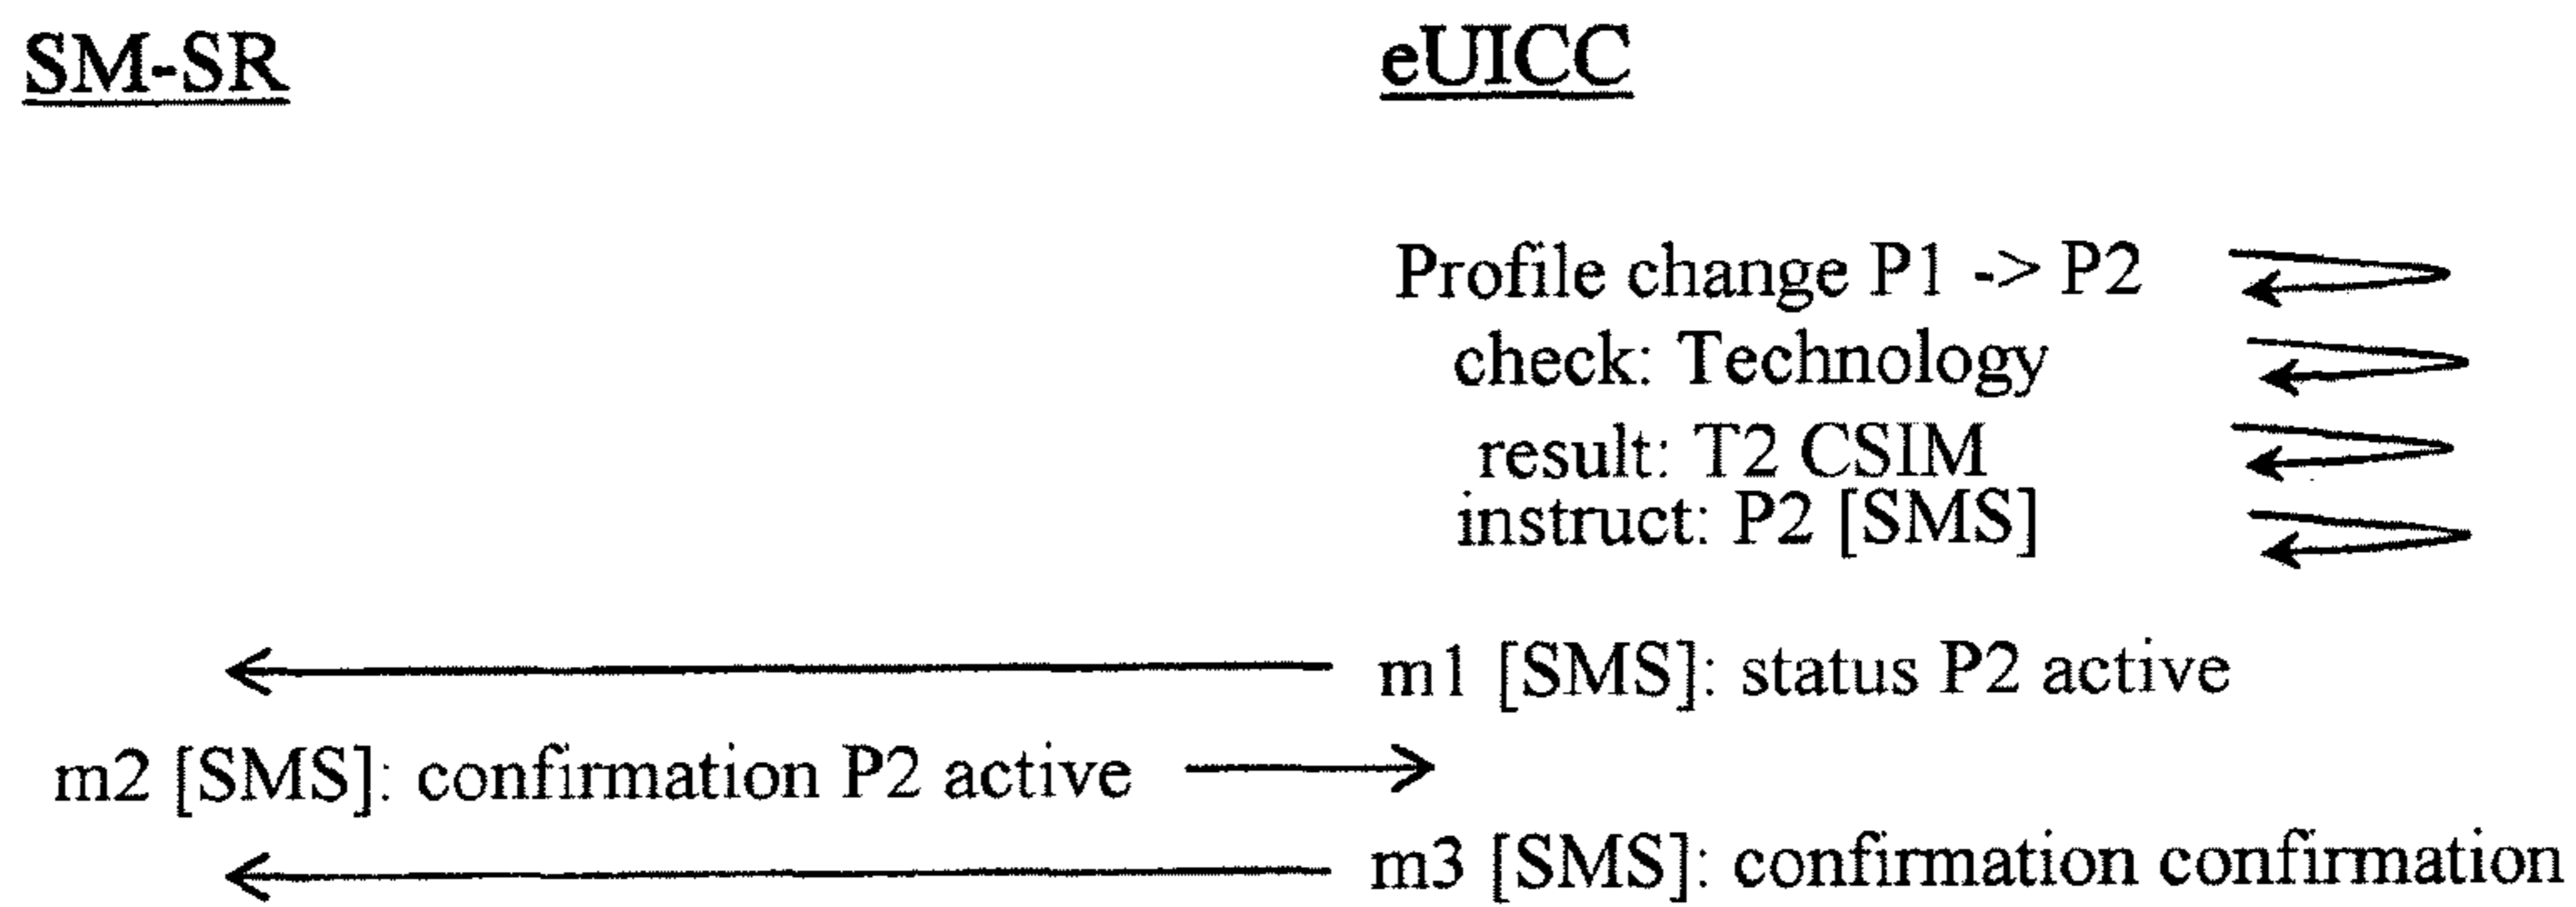 SM-SR
eUICC
Profile change P1 -> P2
check: Technology
result: T2 CSIM
instruct: P2 [SMS]
m1 [SMS]: status P2 active
m2 [SMS]: confirmation P2 active
m3 [SMS]: confirmation confirmation